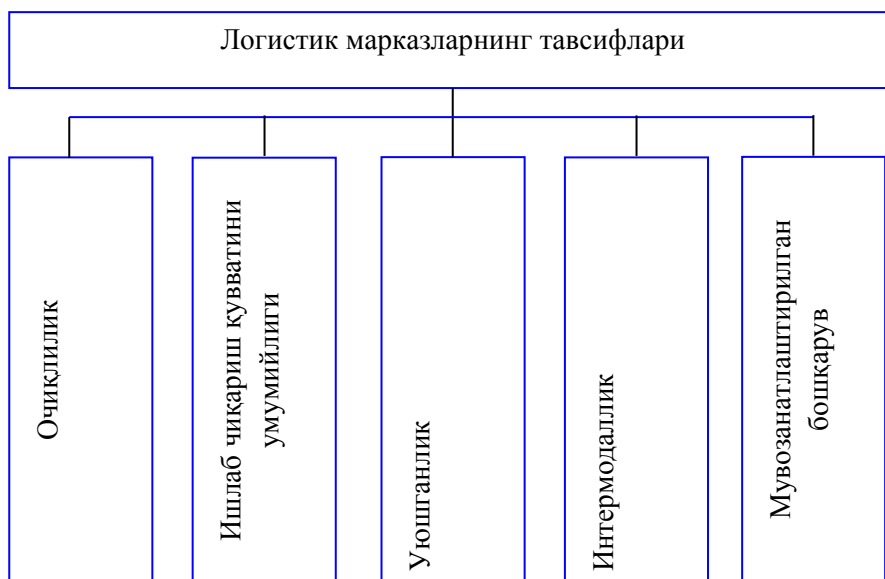 Логистик марказларнинг тавсифлари
Очиқлилик
Ишлаб чиқариш қувватини
умумийлиги
Уюшганлик
Интермодаллик
Мувозанатлаштирилган
бошқарув